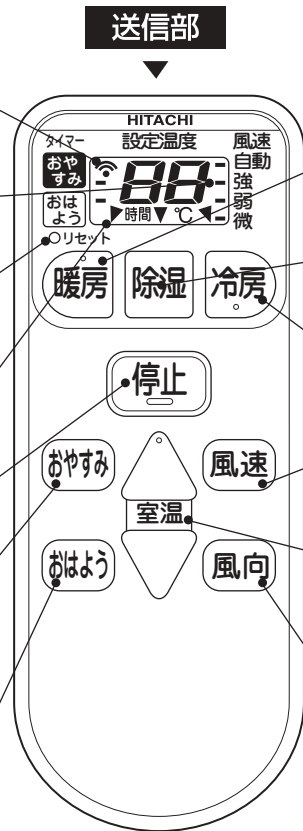 送信部
HITACHI
タイマー 設定温度 風速
おやすみ 88 自動
強
おはよう 弱
時間 ℃ 微
リセット
暖房 除湿 冷房
停止
おやすみ 風速
室温
おはよう 風向